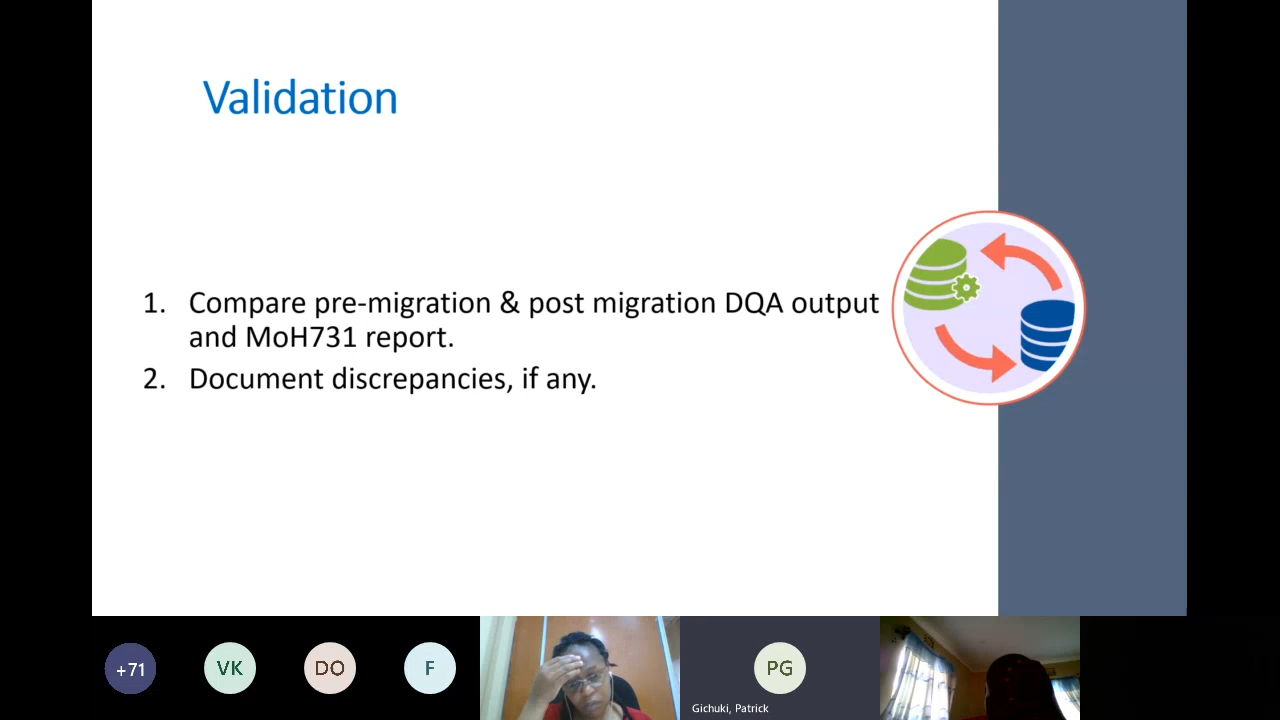 Validation
1. Compare pre-migration & post migration DQA output
and MoH731 report.
2. Document discrepancies, if any.
+71
VK
DO
F
PG
Gichuki, Patrick